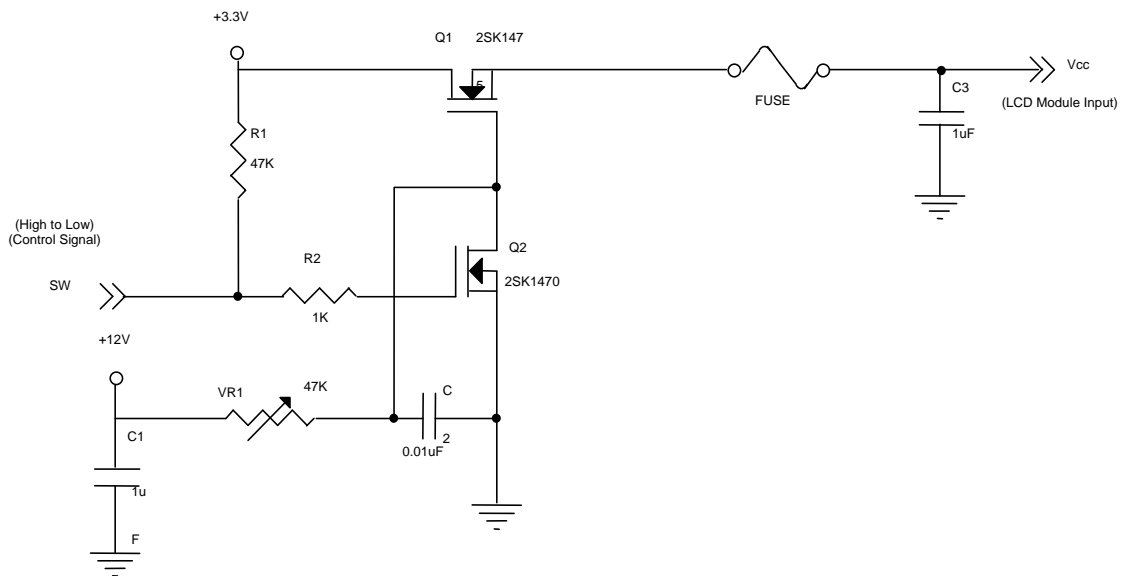 +3.3V
Q1 2SK147
5
Vcc
FUSE
C3
(LCD Module Input)
1uF
R1
47K
(High to Low)
(Control Signal)
Q2
R2
SW
2SK1470
1K
+12V
VR1
47K
C
C1
2
0.01uF
1u
F